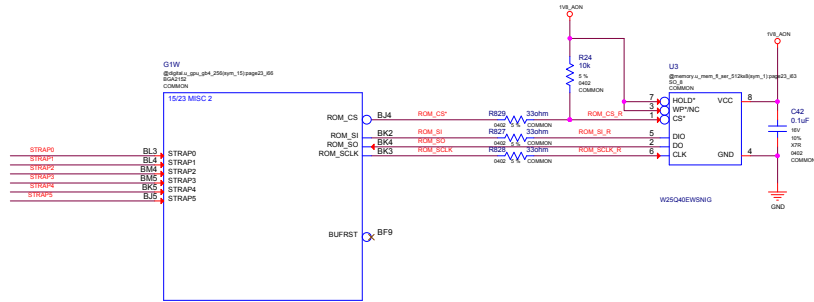 1V8_AON
G1W
@digital.u_gpu_gb4_256(sym_15):page23_i66
BGA2152
COMMON
15/23 MISC 2
ROM_CS
BJ4
ROM_CS*
R829
33ohm
0402
5 %
COMMON
ROM_CS_R
ROM_SI
BK2
ROM_SI
R827
33ohm
0402
5 %
COMMON
ROM_SI_R
ROM_SO
BK4
ROM_SO
ROM_SCLK
BK3
ROM_SCLK
R828
33ohm
0402
5 %
COMMON
ROM_SCLK_R
STRAP0
BL3
STRAP0
STRAP1
BL4
STRAP1
STRAP2
BM4
STRAP2
STRAP3
BM5
STRAP3
STRAP4
BK5
STRAP4
STRAP5
BJ5
STRAP5
BUFRST
BF9
R24
10k
5 %
0402
COMMON
U3
@memory.u_mem_fl_ser_512kx8(sym_1):page23_i63
SO_8
COMMON
7
HOLD*
3
WP*/NC
1
CS*
5
DIO
2
DO
6
CLK
VCC
8
GND
4
W25Q40EWSNIG
1V8_AON
C42
0.1uF
16V
10%
X7R
0402
COMMON
GND